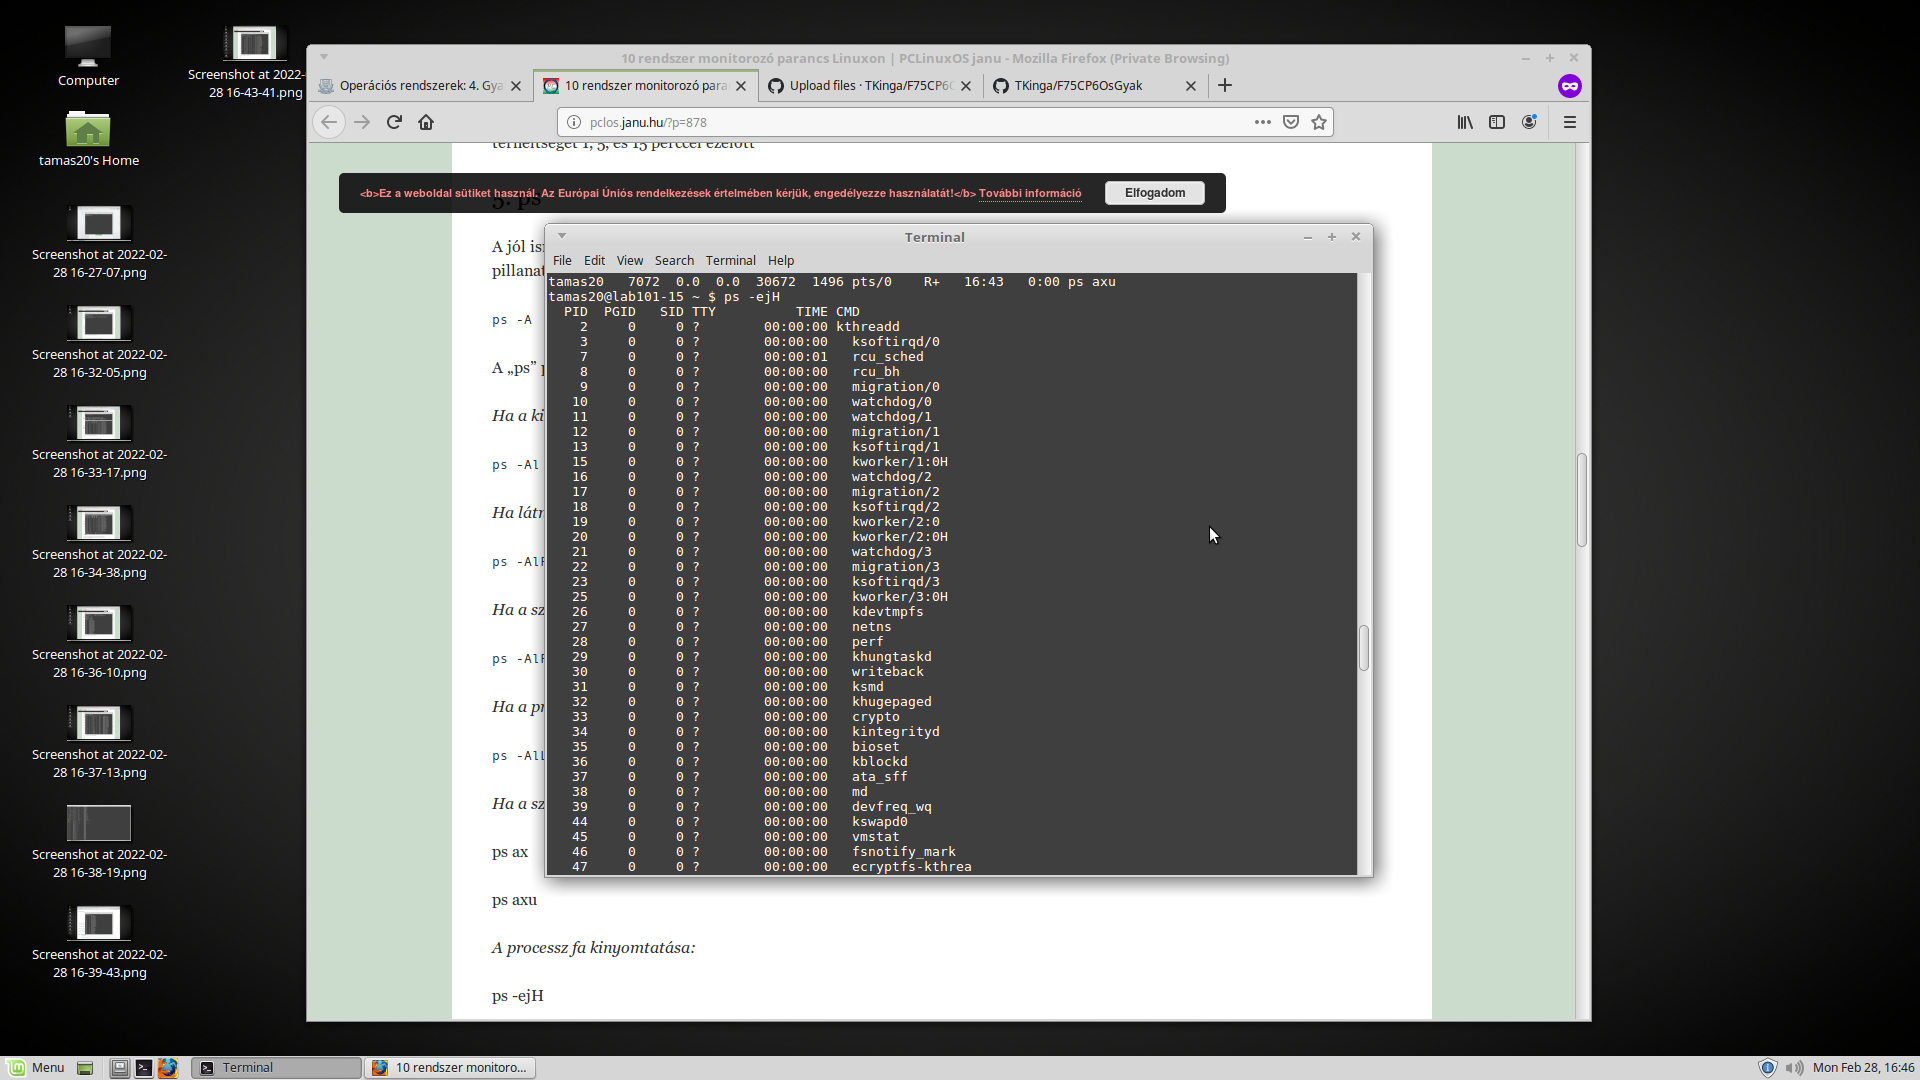 Computer
Screenshot at 2022-
28 16-43-41.png
tamas20's Home
Screenshot at 2022-02-
28 16-27-07.png
Screenshot at 2022-02-
28 16-32-05.png
Screenshot at 2022-02-
28 16-33-17.png
Screenshot at 2022-02-
28 16-34-38.png
Screenshot at 2022-02-
28 16-36-10.png
Screenshot at 2022-02-
28 16-37-13.png
Screenshot at 2022-02-
28 16-38-19.png
Screenshot at 2022-02-
28 16-39-43.png
10 rendszer monitorozó parancs Linuxon | PCLinuxOS janu - Mozilla Firefox (Private Browsing)
Operációs rendszerek: 4. Gya
10 rendszer monitorozó para
Upload files · TKinga/F75CP6
TKinga/F75CP6OsGyak
pclos.janu.hu/?p=878
terheltségét 1, 5, és 15 perccel ezelőtt
<b>Ez a weboldal sütiket használ. Az Európai Úniós rendelkezések értelmében kérjük, engedélyezze használatát!</b> További információ
Elfogadom
5. ps
A jól is
pillanat
ps -A
A „ps” p
Ha a ki
ps -Al
Ha látn
ps -AlF
Ha a sz
ps -AlF
Ha a pr
ps -AlL
Ha a sz
ps ax
ps axu
A processz fa kinyomtatása:
ps -ejH
Terminal
File Edit View Search Terminal Help
tamas20   7072  0.0  0.0  30672  1496 pts/0    R+   16:43   0:00 ps axu
tamas20@lab101-15 ~ $ ps -ejH
  PID  PGID   SID TTY          TIME CMD
    2     0     0 ?        00:00:00 kthreadd
    3     0     0 ?        00:00:00   ksoftirqd/0
    7     0     0 ?        00:00:01   rcu_sched
    8     0     0 ?        00:00:00   rcu_bh
    9     0     0 ?        00:00:00   migration/0
   10     0     0 ?        00:00:00   watchdog/0
   11     0     0 ?        00:00:00   watchdog/1
   12     0     0 ?        00:00:00   migration/1
   13     0     0 ?        00:00:00   ksoftirqd/1
   15     0     0 ?        00:00:00   kworker/1:0H
   16     0     0 ?        00:00:00   watchdog/2
   17     0     0 ?        00:00:00   migration/2
   18     0     0 ?        00:00:00   ksoftirqd/2
   19     0     0 ?        00:00:00   kworker/2:0
   20     0     0 ?        00:00:00   kworker/2:0H
   21     0     0 ?        00:00:00   watchdog/3
   22     0     0 ?        00:00:00   migration/3
   23     0     0 ?        00:00:00   ksoftirqd/3
   25     0     0 ?        00:00:00   kworker/3:0H
   26     0     0 ?        00:00:00   kdevtmpfs
   27     0     0 ?        00:00:00   netns
   28     0     0 ?        00:00:00   perf
   29     0     0 ?        00:00:00   khungtaskd
   30     0     0 ?        00:00:00   writeback
   31     0     0 ?        00:00:00   ksmd
   32     0     0 ?        00:00:00   khugepaged
   33     0     0 ?        00:00:00   crypto
   34     0     0 ?        00:00:00   kintegrityd
   35     0     0 ?        00:00:00   bioset
   36     0     0 ?        00:00:00   kblockd
   37     0     0 ?        00:00:00   ata_sff
   38     0     0 ?        00:00:00   md
   39     0     0 ?        00:00:00   devfreq_wq
   44     0     0 ?        00:00:00   kswapd0
   45     0     0 ?        00:00:00   vmstat
   46     0     0 ?        00:00:00   fsnotify_mark
   47     0     0 ?        00:00:00   ecryptfs-kthrea
Menu
Terminal
10 rendszer monitoro...
Mon Feb 28, 16:46